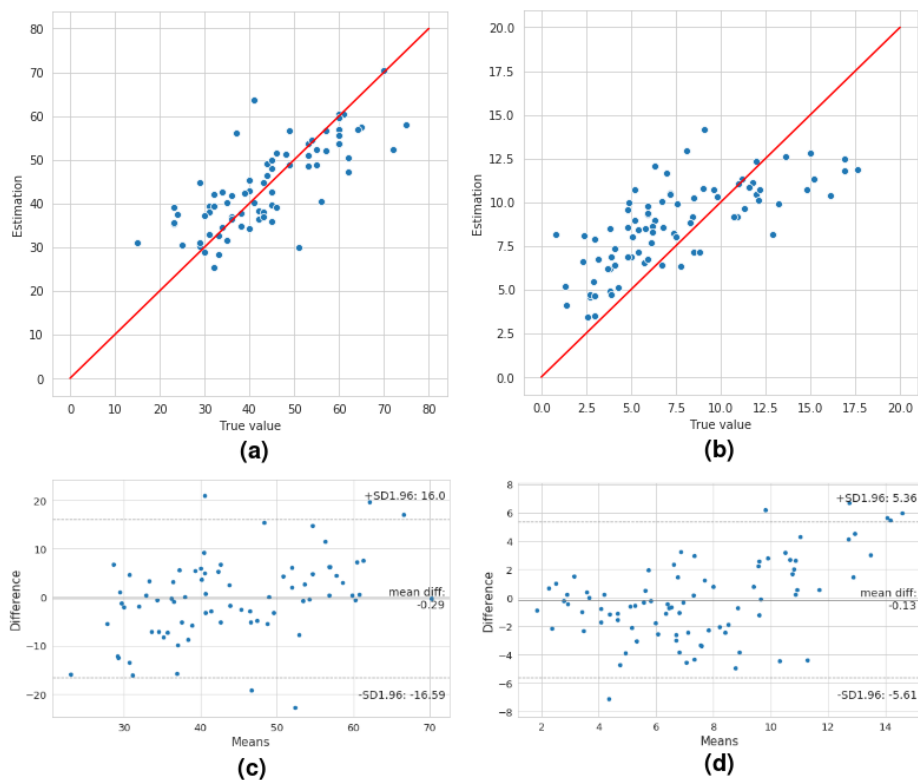 80
70
60
50
40
30
20
10
0
Estimation
0 10 20 30 40 50 60 70 80
True value
(a)
20.0
17.5
15.0
12.5
10.0
7.5
5.0
2.5
0.0
Estimation
0.0 2.5 5.0 7.5 10.0 12.5 15.0 17.5 20.0
True value
(b)
20
10
0
−10
−20
Difference
+SD1.96: 16.0
mean diff:
-0.29
-SD1.96: -16.59
30 40 50 60 70
Means
(c)
8
6
4
2
0
−2
−4
−6
−8
Difference
+SD1.96: 5.36
mean diff:
-0.13
-SD1.96: -5.61
2 4 6 8 10 12 14
Means
(d)